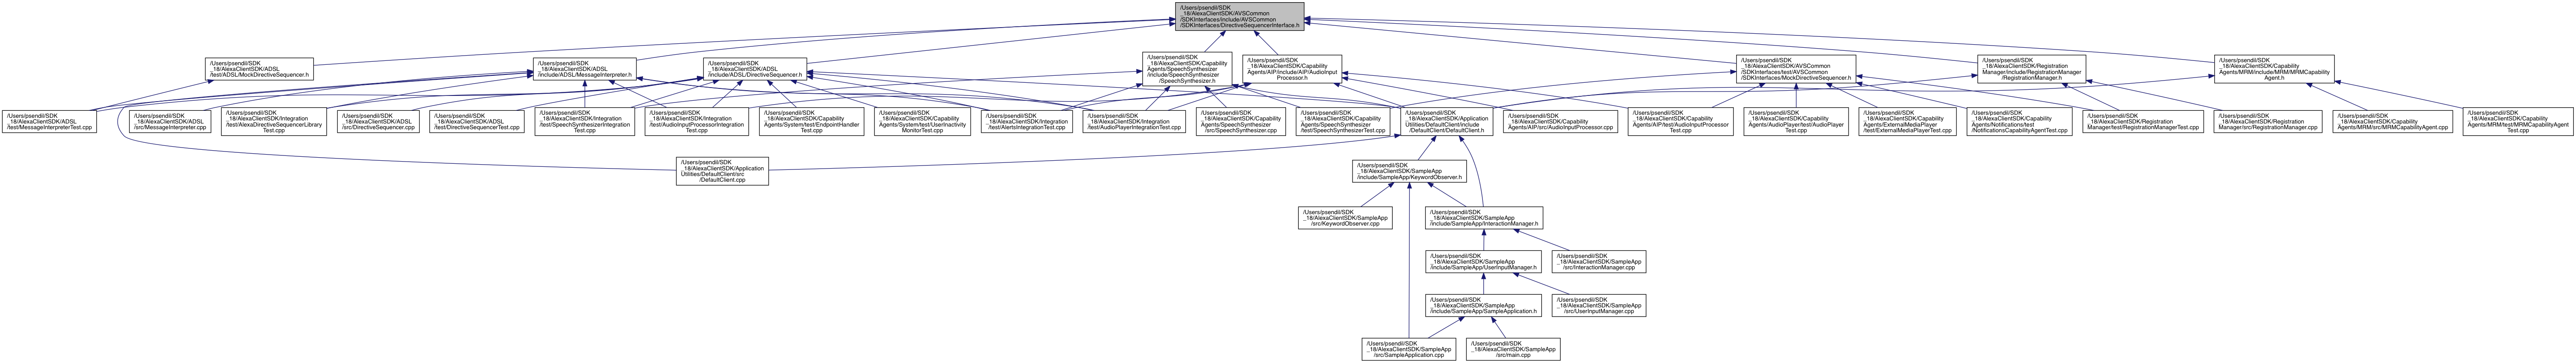 /Users/psendil/SDK
_18/AlexaClientSDK/AVSCommon
/SDKInterfaces/include/AVSCommon
/SDKInterfaces/DirectiveSequencerInterface.h
/Users/psendil/SDK
_18/AlexaClientSDK/ADSL
/test/ADSL/MockDirectiveSequencer.h
/Users/psendil/SDK
_18/AlexaClientSDK/ADSL
/include/ADSL/MessageInterpreter.h
/Users/psendil/SDK
_18/AlexaClientSDK/ADSL
/include/ADSL/DirectiveSequencer.h
/Users/psendil/SDK
_18/AlexaClientSDK/Capability
Agents/SpeechSynthesizer
/include/SpeechSynthesizer
/SpeechSynthesizer.h
/Users/psendil/SDK
_18/AlexaClientSDK/Capability
Agents/AIP/include/AIP/AudioInput
Processor.h
/Users/psendil/SDK
_18/AlexaClientSDK/AVSCommon
/SDKInterfaces/test/AVSCommon
/SDKInterfaces/MockDirectiveSequencer.h
/Users/psendil/SDK
_18/AlexaClientSDK/Registration
Manager/include/RegistrationManager
/RegistrationManager.h
/Users/psendil/SDK
_18/AlexaClientSDK/Capability
Agents/MRM/include/MRM/MRMCapability
Agent.h
/Users/psendil/SDK
_18/AlexaClientSDK/ADSL
/test/MessageInterpreterTest.cpp
/Users/psendil/SDK
_18/AlexaClientSDK/ADSL
/src/MessageInterpreter.cpp
/Users/psendil/SDK
_18/AlexaClientSDK/Integration
/test/AlexaDirectiveSequencerLibrary
Test.cpp
/Users/psendil/SDK
_18/AlexaClientSDK/ADSL
/src/DirectiveSequencer.cpp
/Users/psendil/SDK
_18/AlexaClientSDK/ADSL
/test/DirectiveSequencerTest.cpp
/Users/psendil/SDK
_18/AlexaClientSDK/Integration
/test/SpeechSynthesizerIntegration
Test.cpp
/Users/psendil/SDK
_18/AlexaClientSDK/Integration
/test/AudioInputProcessorIntegration
Test.cpp
/Users/psendil/SDK
_18/AlexaClientSDK/Capability
Agents/System/test/EndpointHandler
Test.cpp
/Users/psendil/SDK
_18/AlexaClientSDK/Capability
Agents/System/test/UserInactivity
MonitorTest.cpp
/Users/psendil/SDK
_18/AlexaClientSDK/Integration
/test/AlertsIntegrationTest.cpp
/Users/psendil/SDK
_18/AlexaClientSDK/Integration
/test/AudioPlayerIntegrationTest.cpp
/Users/psendil/SDK
_18/AlexaClientSDK/Capability
Agents/SpeechSynthesizer
/src/SpeechSynthesizer.cpp
/Users/psendil/SDK
_18/AlexaClientSDK/Capability
Agents/SpeechSynthesizer
/test/SpeechSynthesizerTest.cpp
/Users/psendil/SDK
_18/AlexaClientSDK/Application
Utilities/DefaultClient/include
/DefaultClient/DefaultClient.h
/Users/psendil/SDK
_18/AlexaClientSDK/Capability
Agents/AIP/src/AudioInputProcessor.cpp
/Users/psendil/SDK
_18/AlexaClientSDK/Capability
Agents/AIP/test/AudioInputProcessor
Test.cpp
/Users/psendil/SDK
_18/AlexaClientSDK/Capability
Agents/AudioPlayer/test/AudioPlayer
Test.cpp
/Users/psendil/SDK
_18/AlexaClientSDK/Capability
Agents/ExternalMediaPlayer
/test/ExternalMediaPlayerTest.cpp
/Users/psendil/SDK
_18/AlexaClientSDK/Capability
Agents/Notifications/test
/NotificationsCapabilityAgentTest.cpp
/Users/psendil/SDK
_18/AlexaClientSDK/Registration
Manager/test/RegistrationManagerTest.cpp
/Users/psendil/SDK
_18/AlexaClientSDK/Registration
Manager/src/RegistrationManager.cpp
/Users/psendil/SDK
_18/AlexaClientSDK/Capability
Agents/MRM/src/MRMCapabilityAgent.cpp
/Users/psendil/SDK
_18/AlexaClientSDK/Capability
Agents/MRM/test/MRMCapabilityAgent
Test.cpp
/Users/psendil/SDK
_18/AlexaClientSDK/Application
Utilities/DefaultClient/src
/DefaultClient.cpp
/Users/psendil/SDK
_18/AlexaClientSDK/SampleApp
/include/SampleApp/KeywordObserver.h
/Users/psendil/SDK
_18/AlexaClientSDK/SampleApp
/src/KeywordObserver.cpp
/Users/psendil/SDK
_18/AlexaClientSDK/SampleApp
/include/SampleApp/InteractionManager.h
/Users/psendil/SDK
_18/AlexaClientSDK/SampleApp
/include/SampleApp/UserInputManager.h
/Users/psendil/SDK
_18/AlexaClientSDK/SampleApp
/src/InteractionManager.cpp
/Users/psendil/SDK
_18/AlexaClientSDK/SampleApp
/include/SampleApp/SampleApplication.h
/Users/psendil/SDK
_18/AlexaClientSDK/SampleApp
/src/UserInputManager.cpp
/Users/psendil/SDK
_18/AlexaClientSDK/SampleApp
/src/SampleApplication.cpp
/Users/psendil/SDK
_18/AlexaClientSDK/SampleApp
/src/main.cpp